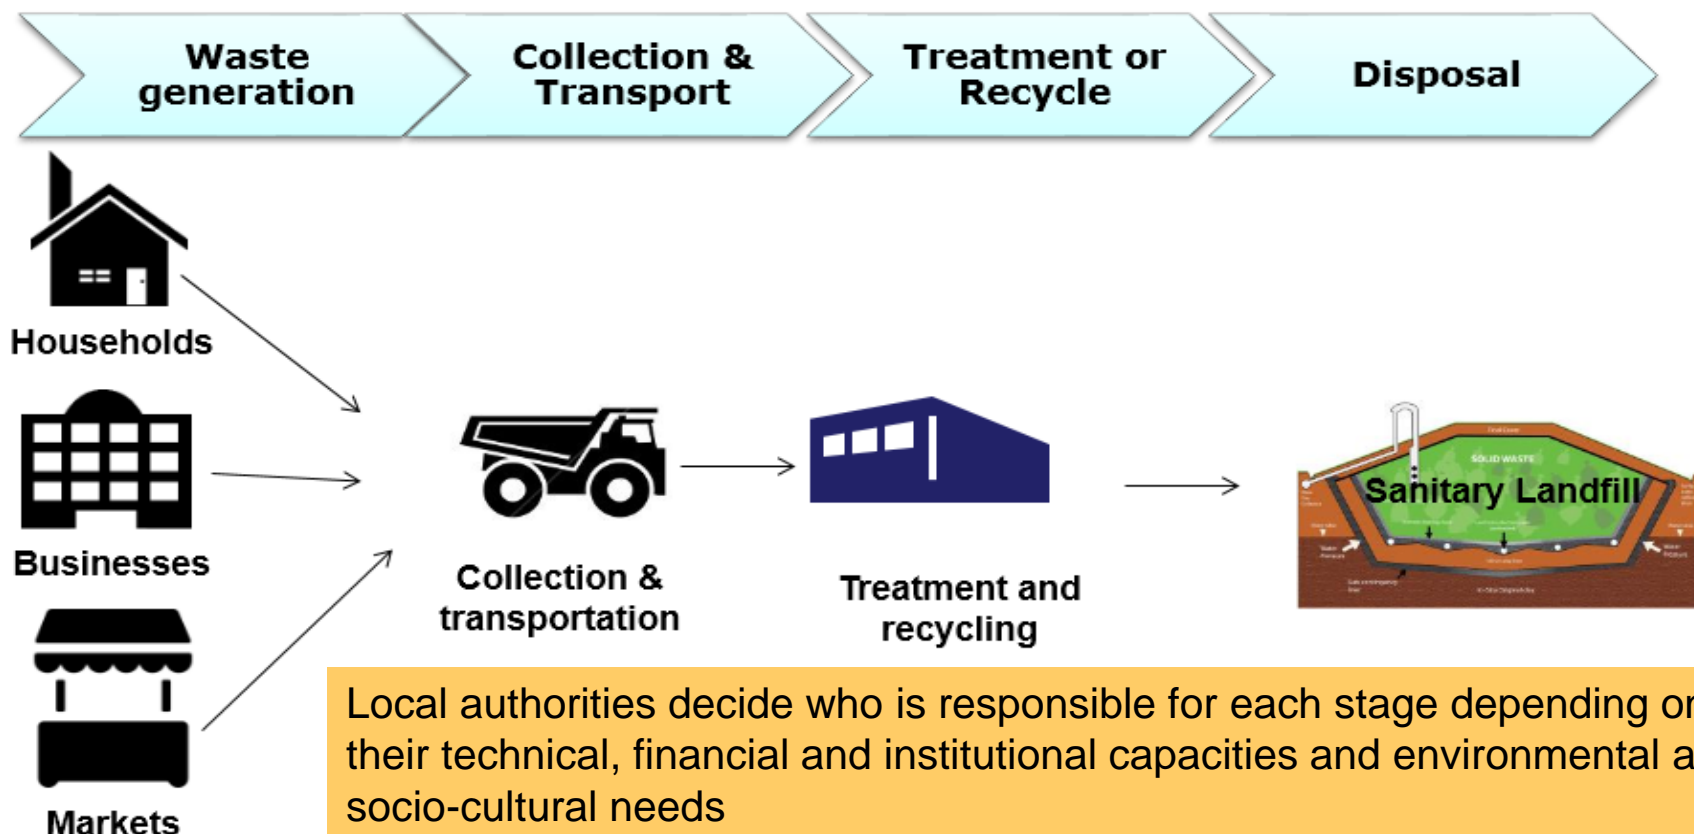 Waste
generation
Collection &
Transport
Treatment or
Recycle
Disposal
Households
Businesses
Markets
Collection &
transportation
Treatment and
recycling
SOLID WASTE
Sanitary Landfill
Local authorities decide who is responsible for each stage depending on
their technical, financial and institutional capacities and environmental a
socio-cultural needs